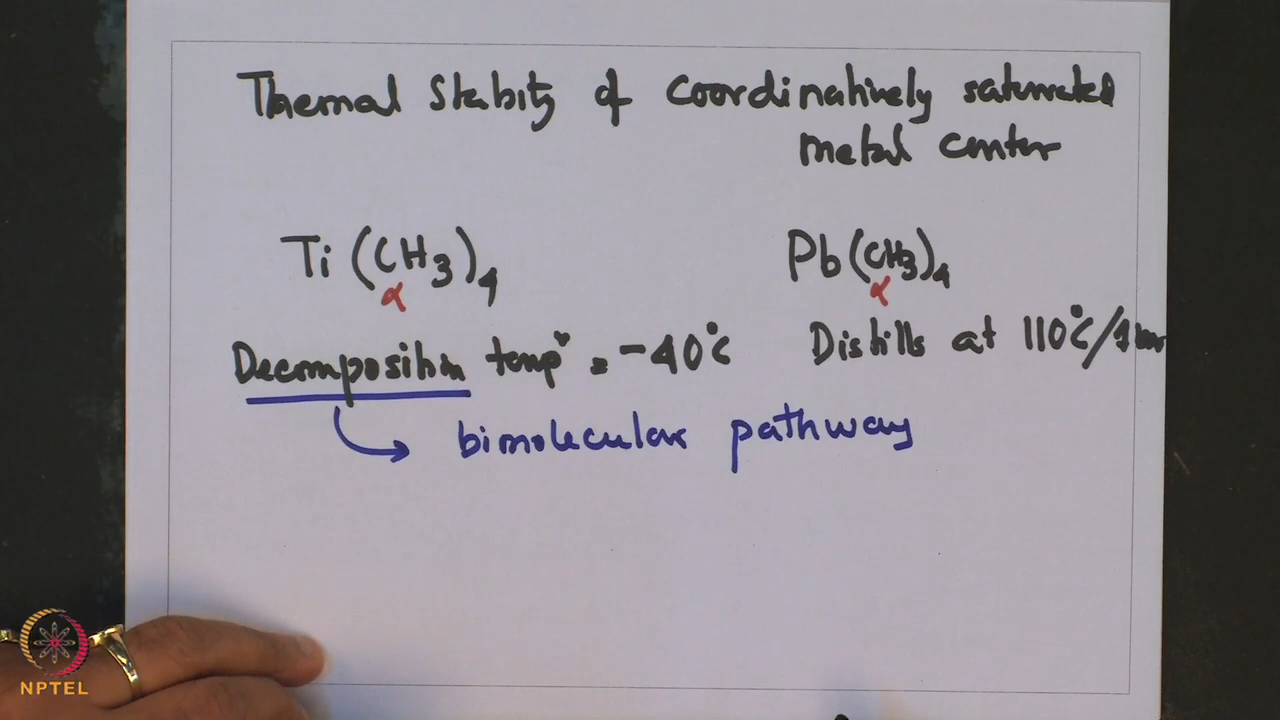 Thermal Stability of coordinatively saturated
metal center
Ti (CH3)4
α
Pb(CH3)4
α
Decomposition temp° = -40°C
Distills at 110°C/1
bimolecular pathway
NPTEL